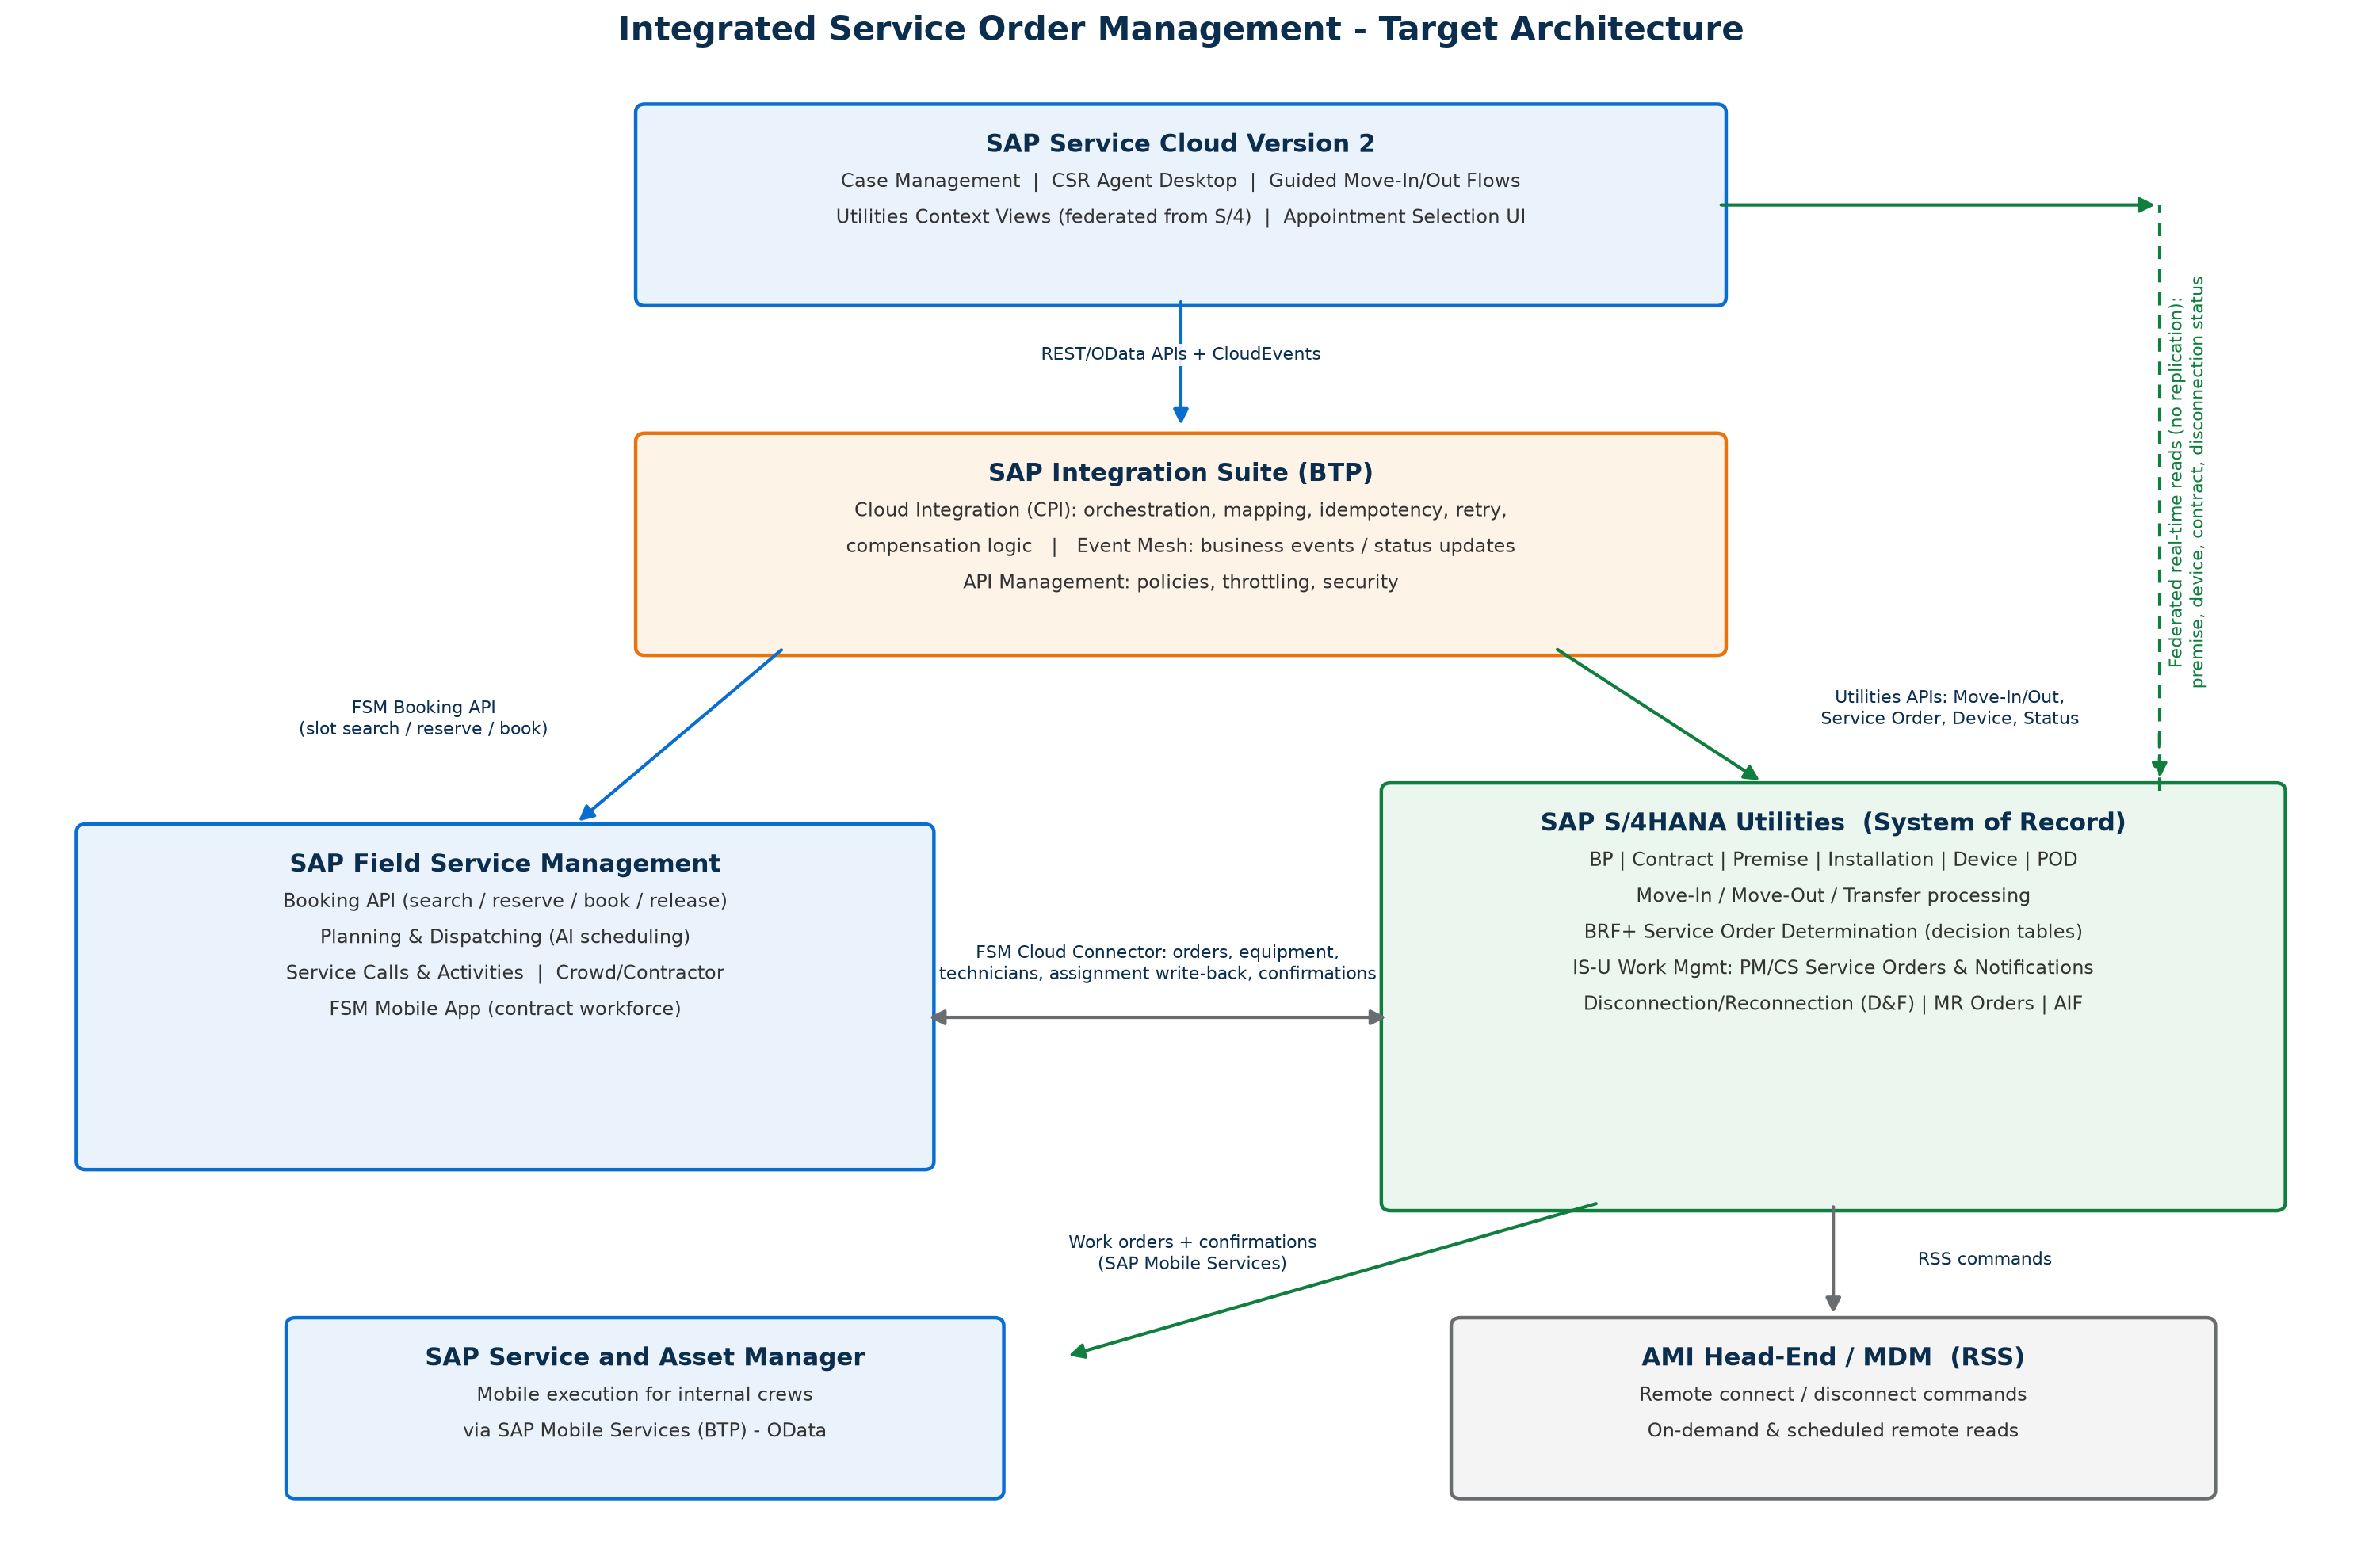 Integrated Service Order Management - Target Architecture
SAP Service Cloud Version 2
Case Management | CSR Agent Desktop | Guided Move-In/Out Flows
Utilities Context Views (federated from S/4) | Appointment Selection UI
REST/OData APIs + CloudEvents
Federated real-time reads (no replication):
premise, device, contract, disconnection status
SAP Integration Suite (BTP)
Cloud Integration (CPI): orchestration, mapping, idempotency, retry,
compensation logic | Event Mesh: business events / status updates
API Management: policies, throttling, security
FSM Booking API
(slot search / reserve / book)
Utilities APIs: Move-In/Out,
Service Order, Device, Status
SAP Field Service Management
Booking API (search / reserve / book / release)
Planning & Dispatching (AI scheduling)
Service Calls & Activities | Crowd/Contractor
FSM Mobile App (contract workforce)
FSM Cloud Connector: orders, equipment,
technicians, assignment write-back, confirmations
SAP S/4HANA Utilities (System of Record)
BP | Contract | Premise | Installation | Device | POD
Move-In / Move-Out / Transfer processing
BRF+ Service Order Determination (decision tables)
IS-U Work Mgmt: PM/CS Service Orders & Notifications
Disconnection/Reconnection (D&F) | MR Orders | AIF
Work orders + confirmations
(SAP Mobile Services)
RSS commands
SAP Service and Asset Manager
Mobile execution for internal crews
via SAP Mobile Services (BTP) - OData
AMI Head-End / MDM (RSS)
Remote connect / disconnect commands
On-demand & scheduled remote reads